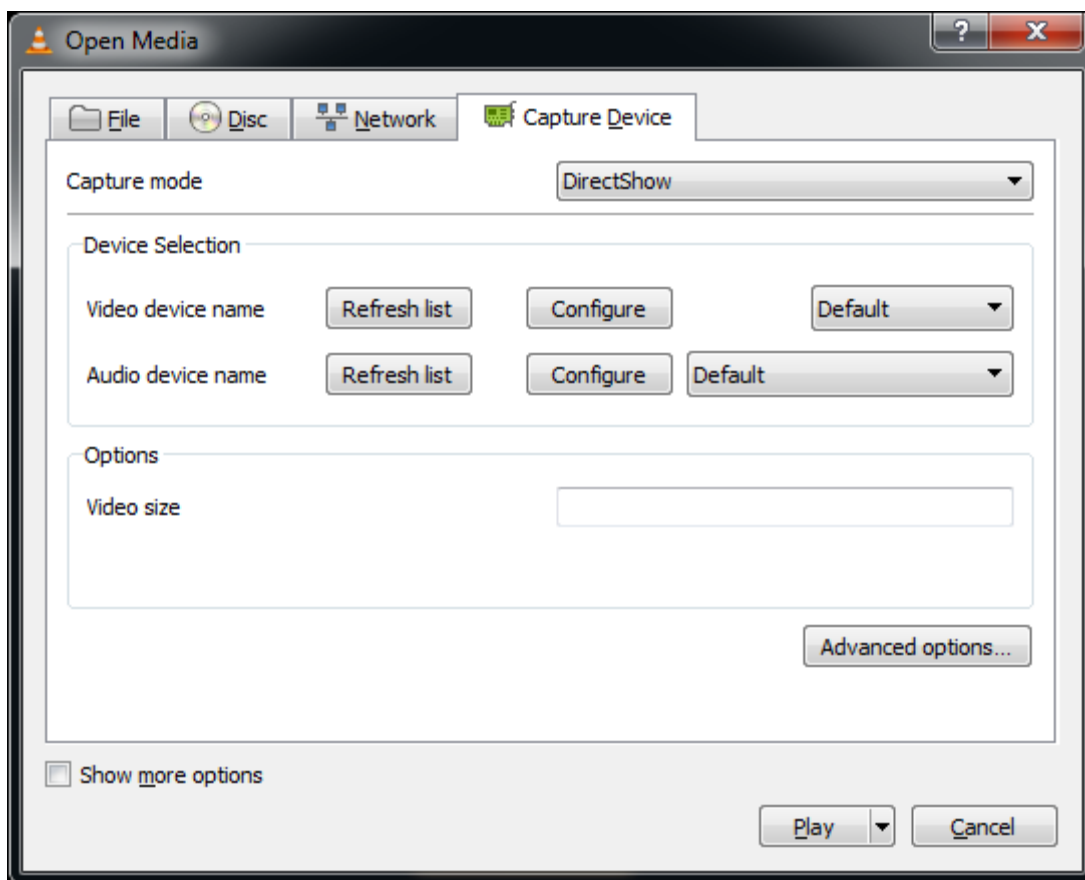 Open Media
?
File Disc Network Capture Device
Capture mode DirectShow
Device Selection
Video device name Refresh list Configure Default
Audio device name Refresh list Configure Default
Options
Video size
Advanced options...
Show more options
Play Cancel